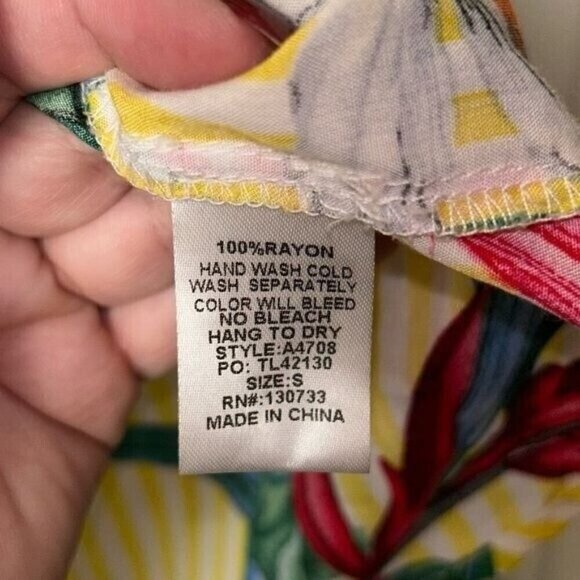 100%RAYON
HAND WASH COLD
WASH SEPARATELY
COLOR WILL BLEED
NO BLEACH
HANG TO DRY
STYLE:A4708
PO: TL42130
SIZE:S
RN#:130733
MADE IN CHINA